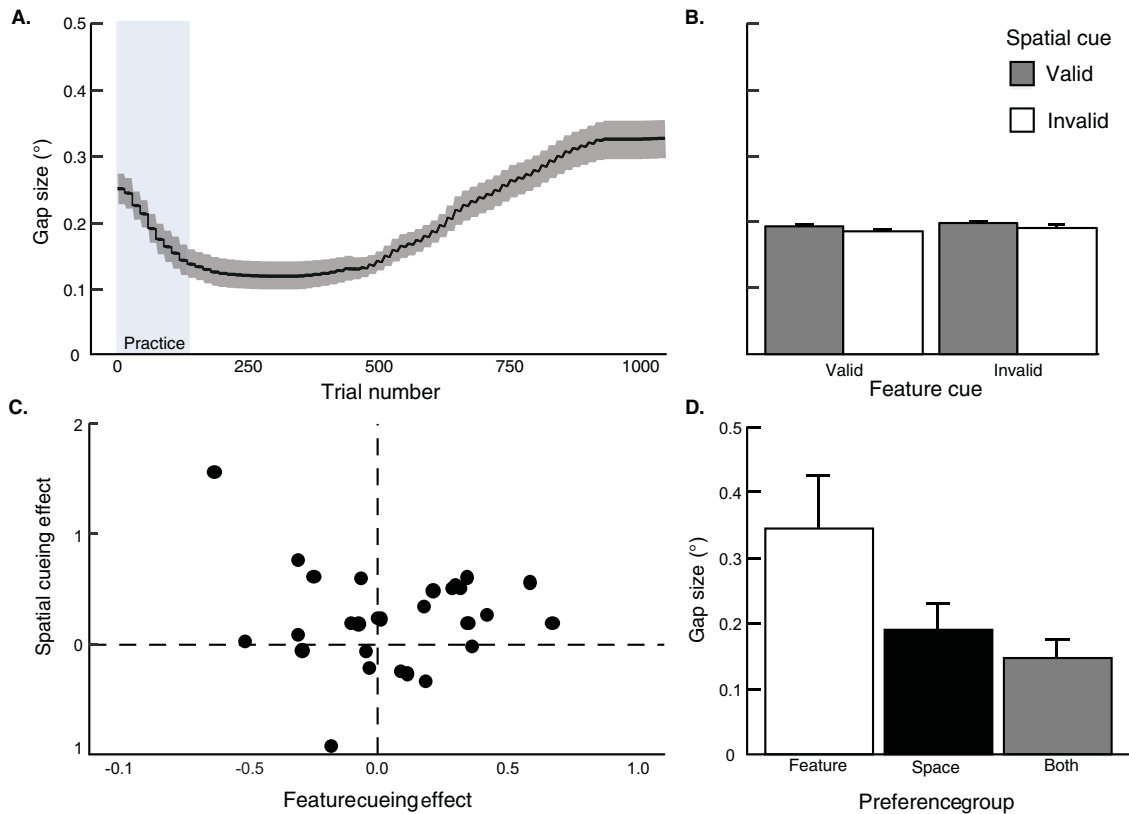 A.
0.5
0.4
0.3
0.2
0.1
0
Gap size (°)
Practice
0 250 500 750 1000
Trial number
B.
Spatial cue
Valid
Invalid
Valid Invalid
Feature cue
C.
2
1
0
1
Spatial cueing effect
-0.1 -0.5 0.0 0.5 1.0
Featurecueingeffect
D.
0.5
0.4
0.3
0.2
0.1
0
Gap size (°)
Feature Space Both
Preferencegroup